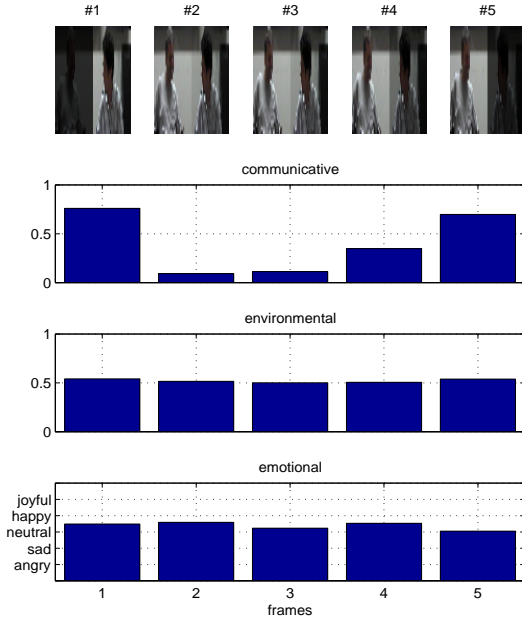 #1 #2 #3 #4 #5
communicative
1
0.5
0
environmental
1
0.5
0
emotional
joyful
happy
neutral
sad
angry
1 2 3 4 5
frames